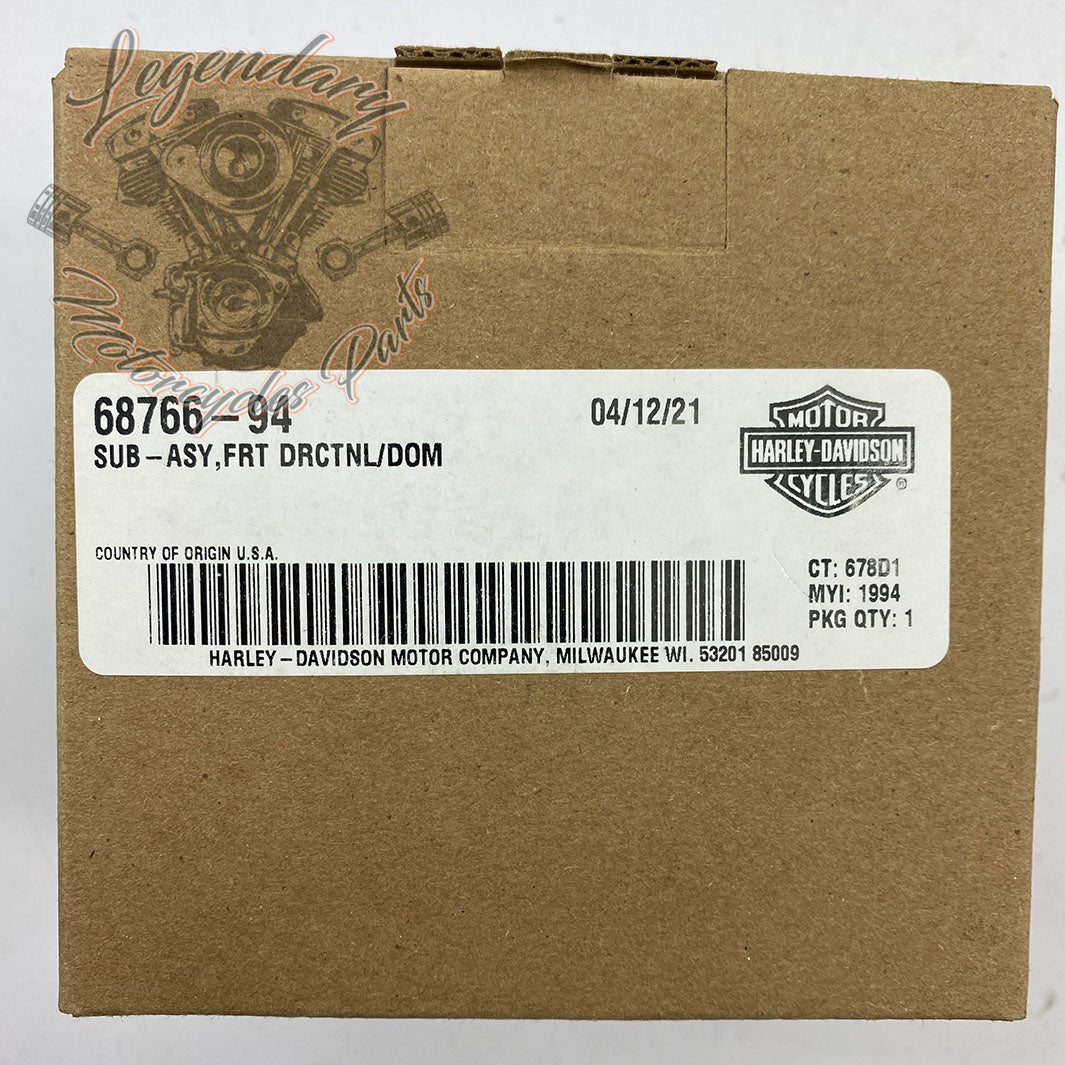 Legendary
Motorcycles Parts
68766-94
04/12/21
SUB-ASY,FRT DRCTNL/DOM
MOTOR
HARLEY-DAVIDSON
CYCLES
®
COUNTRY OF ORIGIN U.S.A.
CT: 678D1
MYI: 1994
PKG QTY: 1
HARLEY-DAVIDSON MOTOR COMPANY, MILWAUKEE WI. 53201 85009